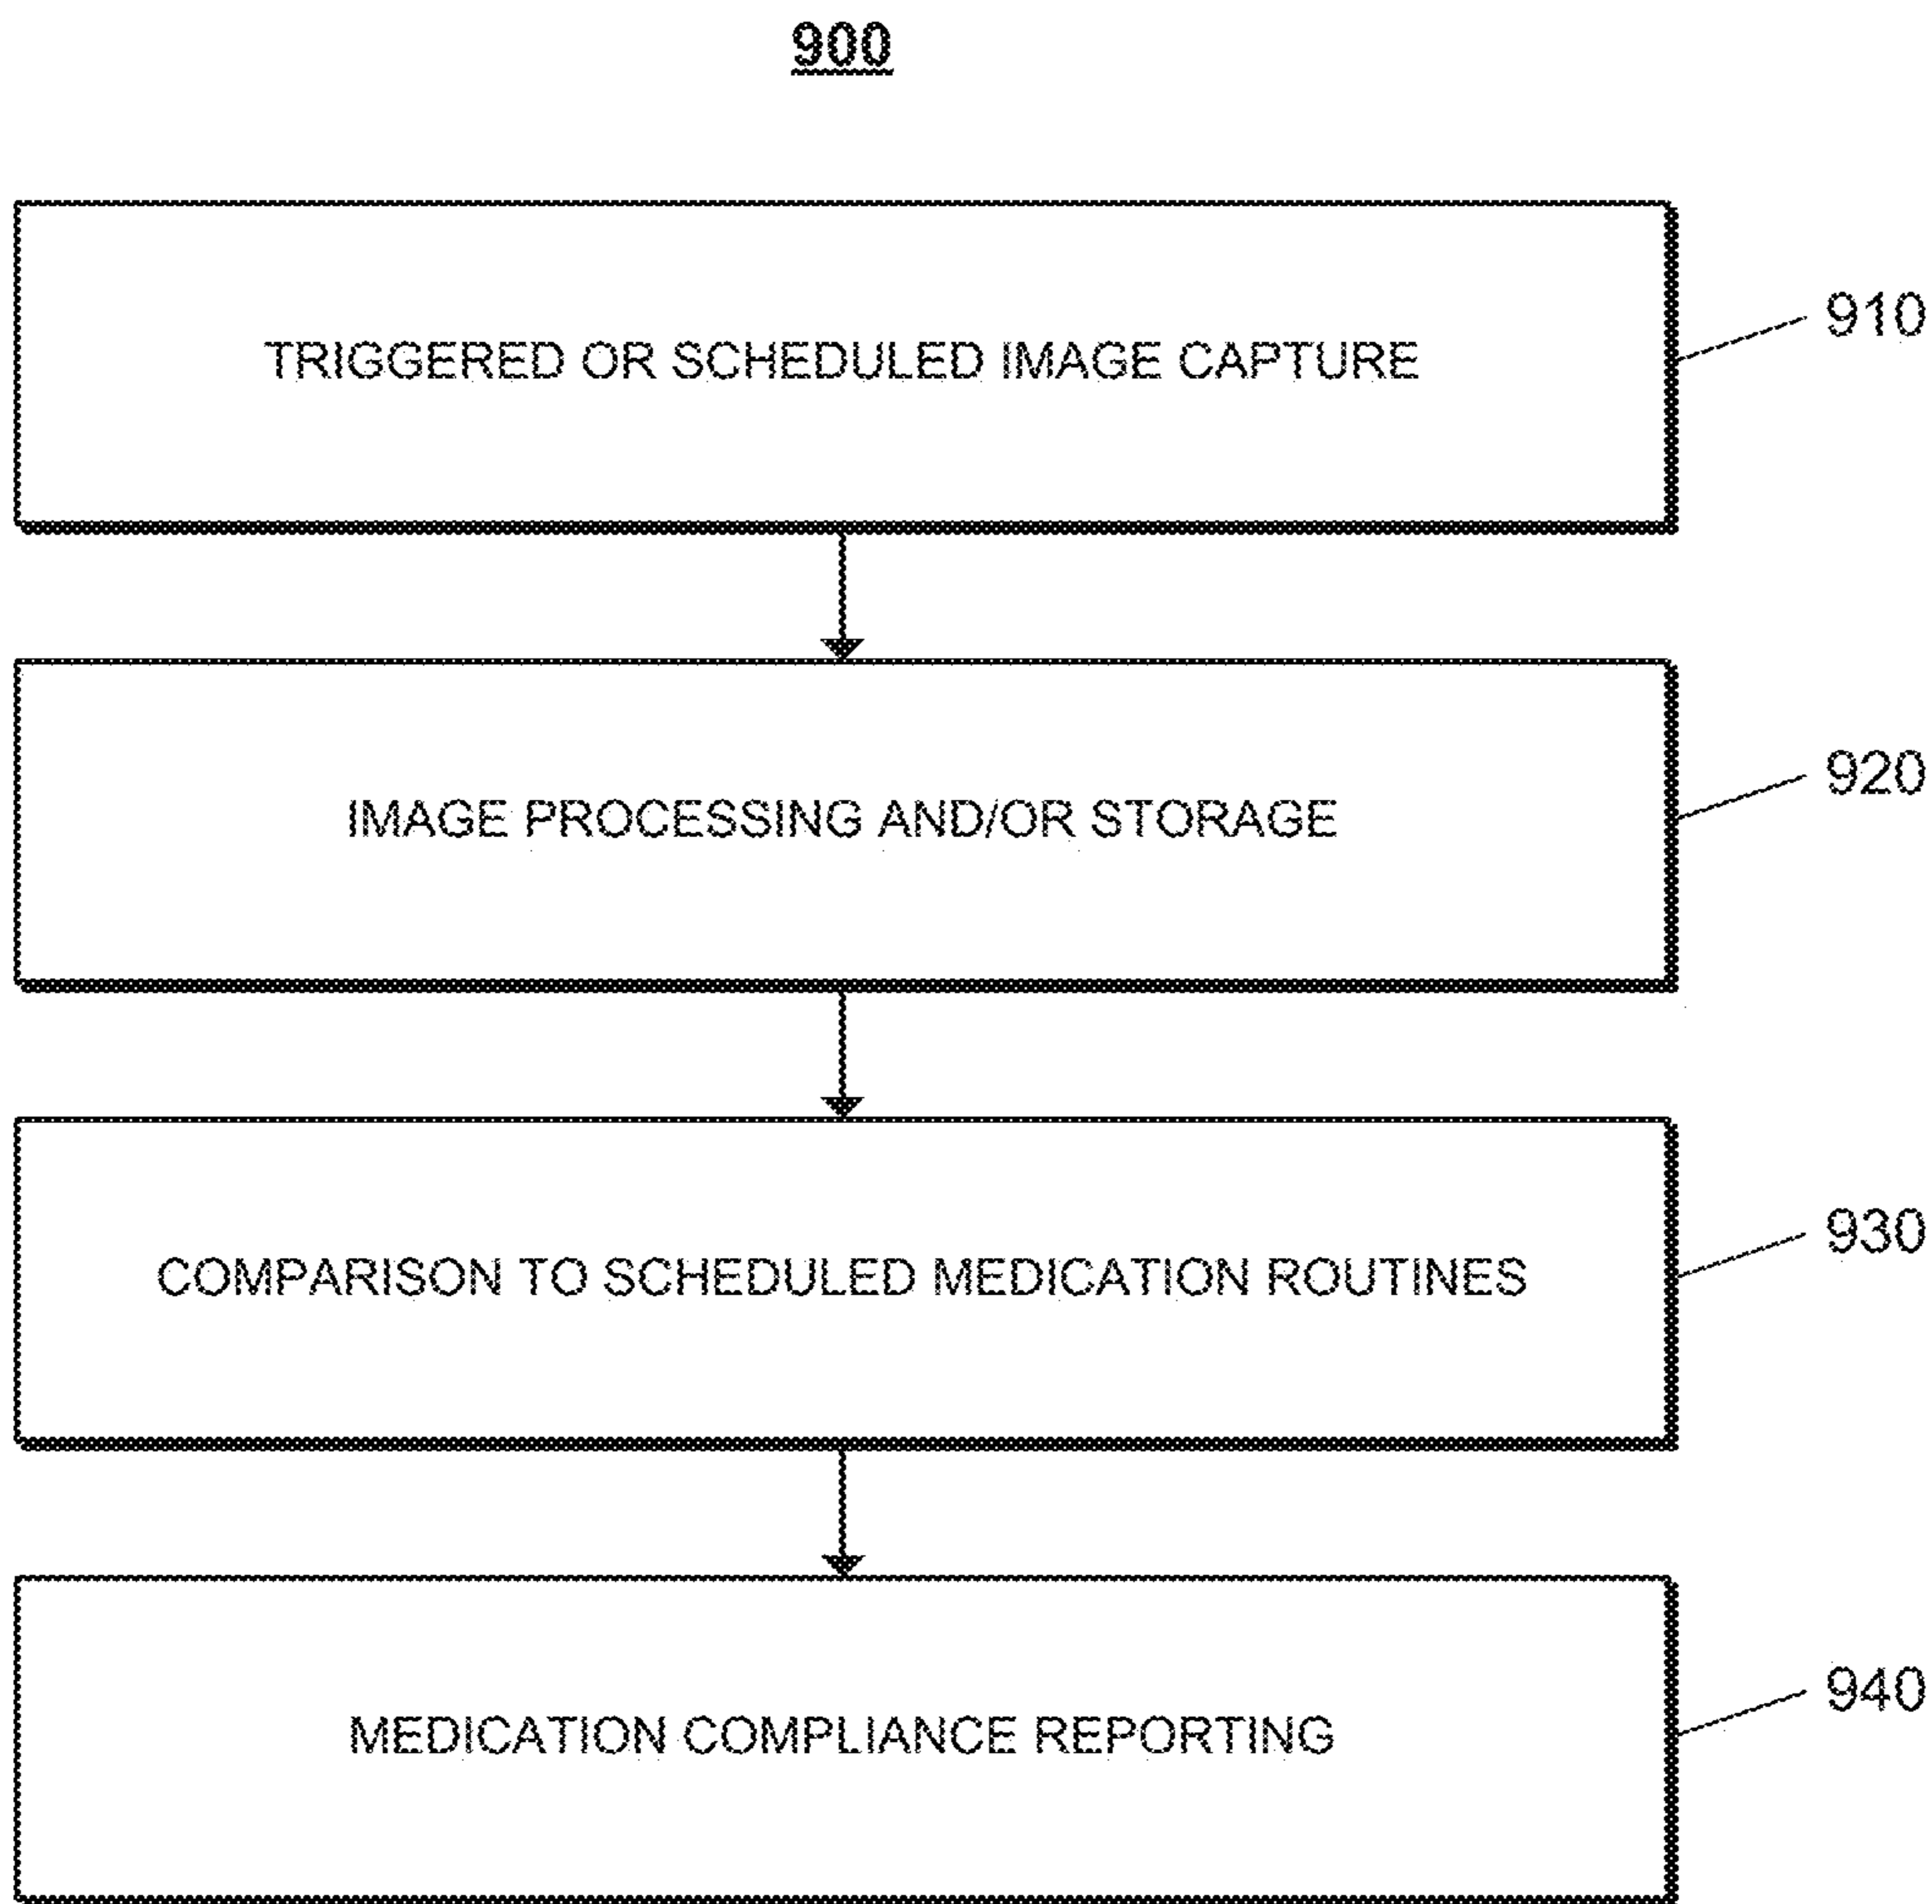 900
TRIGGERED OR SCHEDULED IMAGE CAPTURE
910
IMAGE PROCESSING AND/OR STORAGE
920
COMPARISON TO SCHEDULED MEDICATION ROUTINES
930
MEDICATION COMPLIANCE REPORTING
940